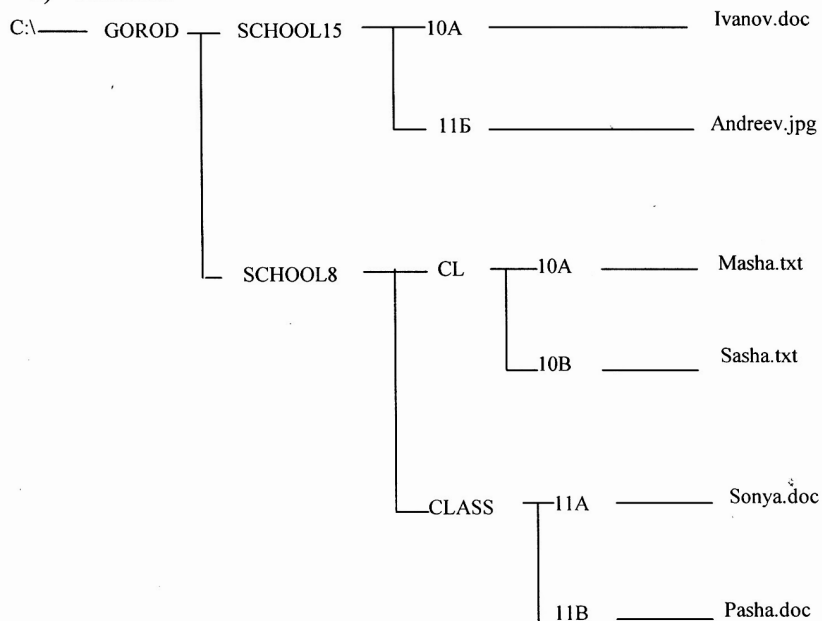 C:\ GOROD SCHOOL15 10A Ivanov.doc
11Б Andreev.jpg
SCHOOL8 CL 10A Masha.txt
10B Sasha.txt
CLASS 11A Sonya.doc
11B Pasha.doc